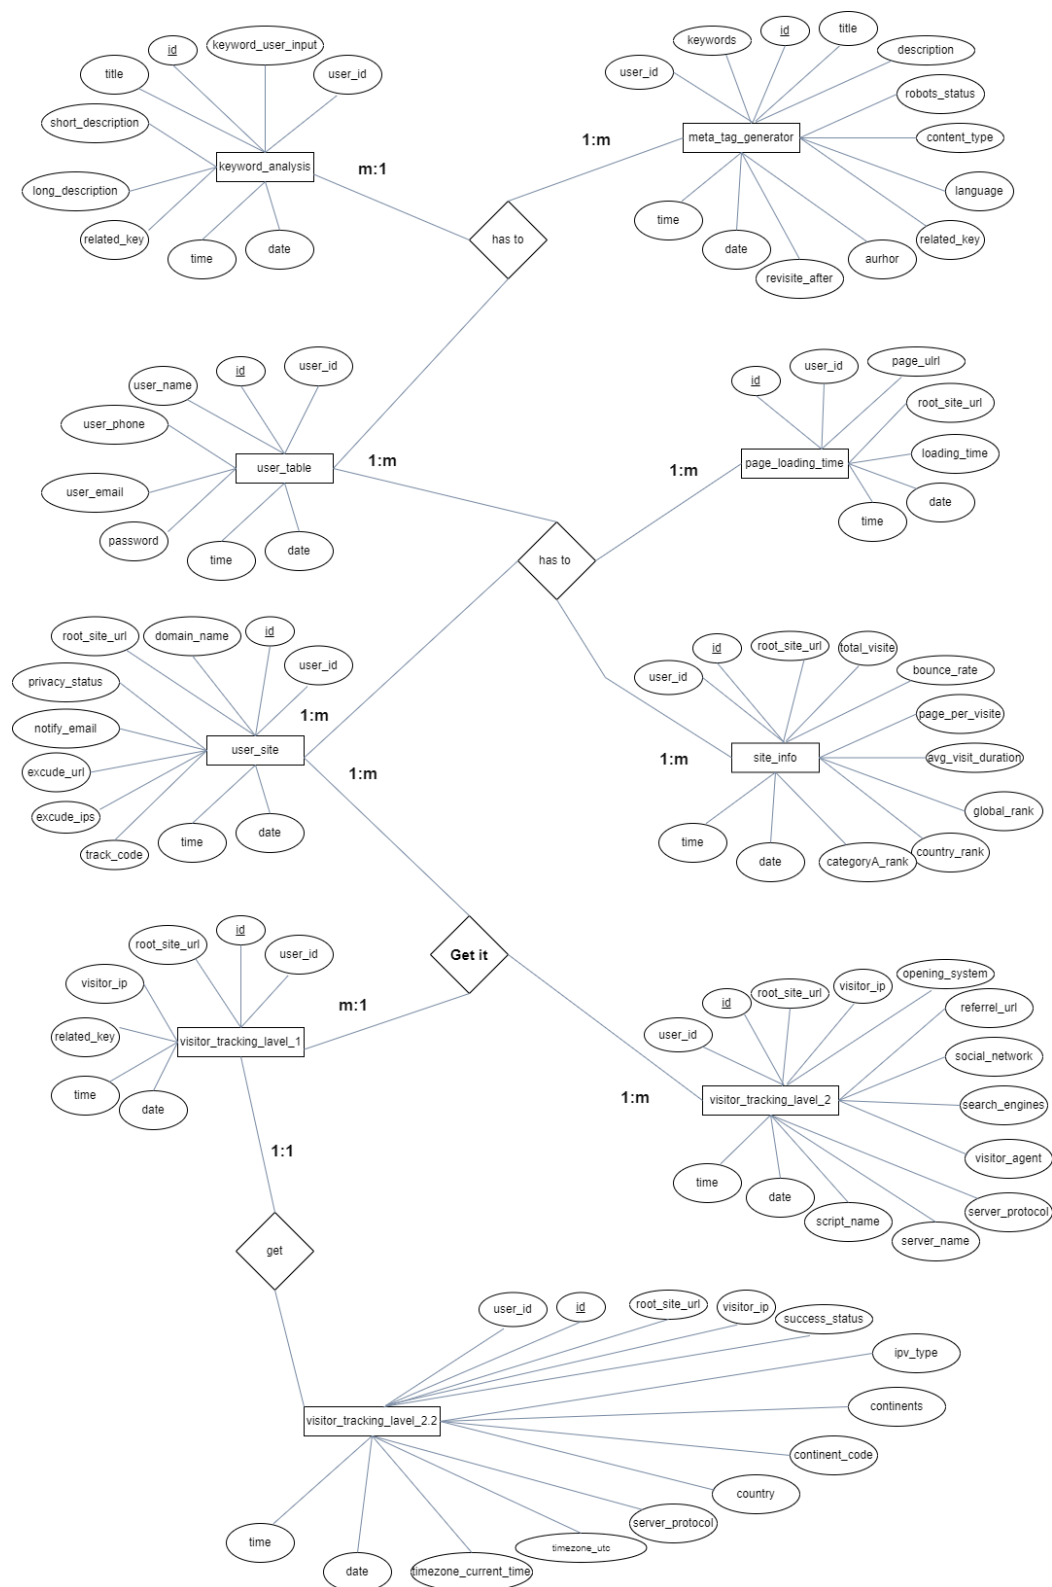 id
keyword_user_input
title
user_id
short_description
keyword_analysis
long_description
related_key
time
date
m:1
keywords
id
title
user_id
description
robots_status
1:m
meta_tag_generator
content_type
language
time
date
related_key
aurhor
revisite_after
has to
user_name
id
user_id
user_phone
user_table
user_email
password
time
date
1:m
id
user_id
page_ulrl
root_site_url
1:m
page_loading_time
loading_time
date
time
has to
root_site_url
domain_name
id
user_id
privacy_status
notify_email
1:m
user_site
excude_url
1:m
excude_ips
track_code
time
date
id
root_site_url
total_visite
user_id
bounce_rate
page_per_visite
1:m
site_info
avg_visit_duration
global_rank
time
date
categoryA_rank
country_rank
Get it
root_site_url
id
user_id
visitor_ip
m:1
related_key
visitor_tracking_lavel_1
time
date
1:1
id
root_site_url
visitor_ip
opening_system
user_id
referrel_url
social_network
1:m
visitor_tracking_lavel_2
search_engines
visitor_agent
time
date
script_name
server_name
server_protocol
get
user_id
id
root_site_url
visitor_ip
success_status
ipv_type
continents
visitor_tracking_lavel_2.2
continent_code
country
server_protocol
time
date
timezone_current_time
timezone_utc